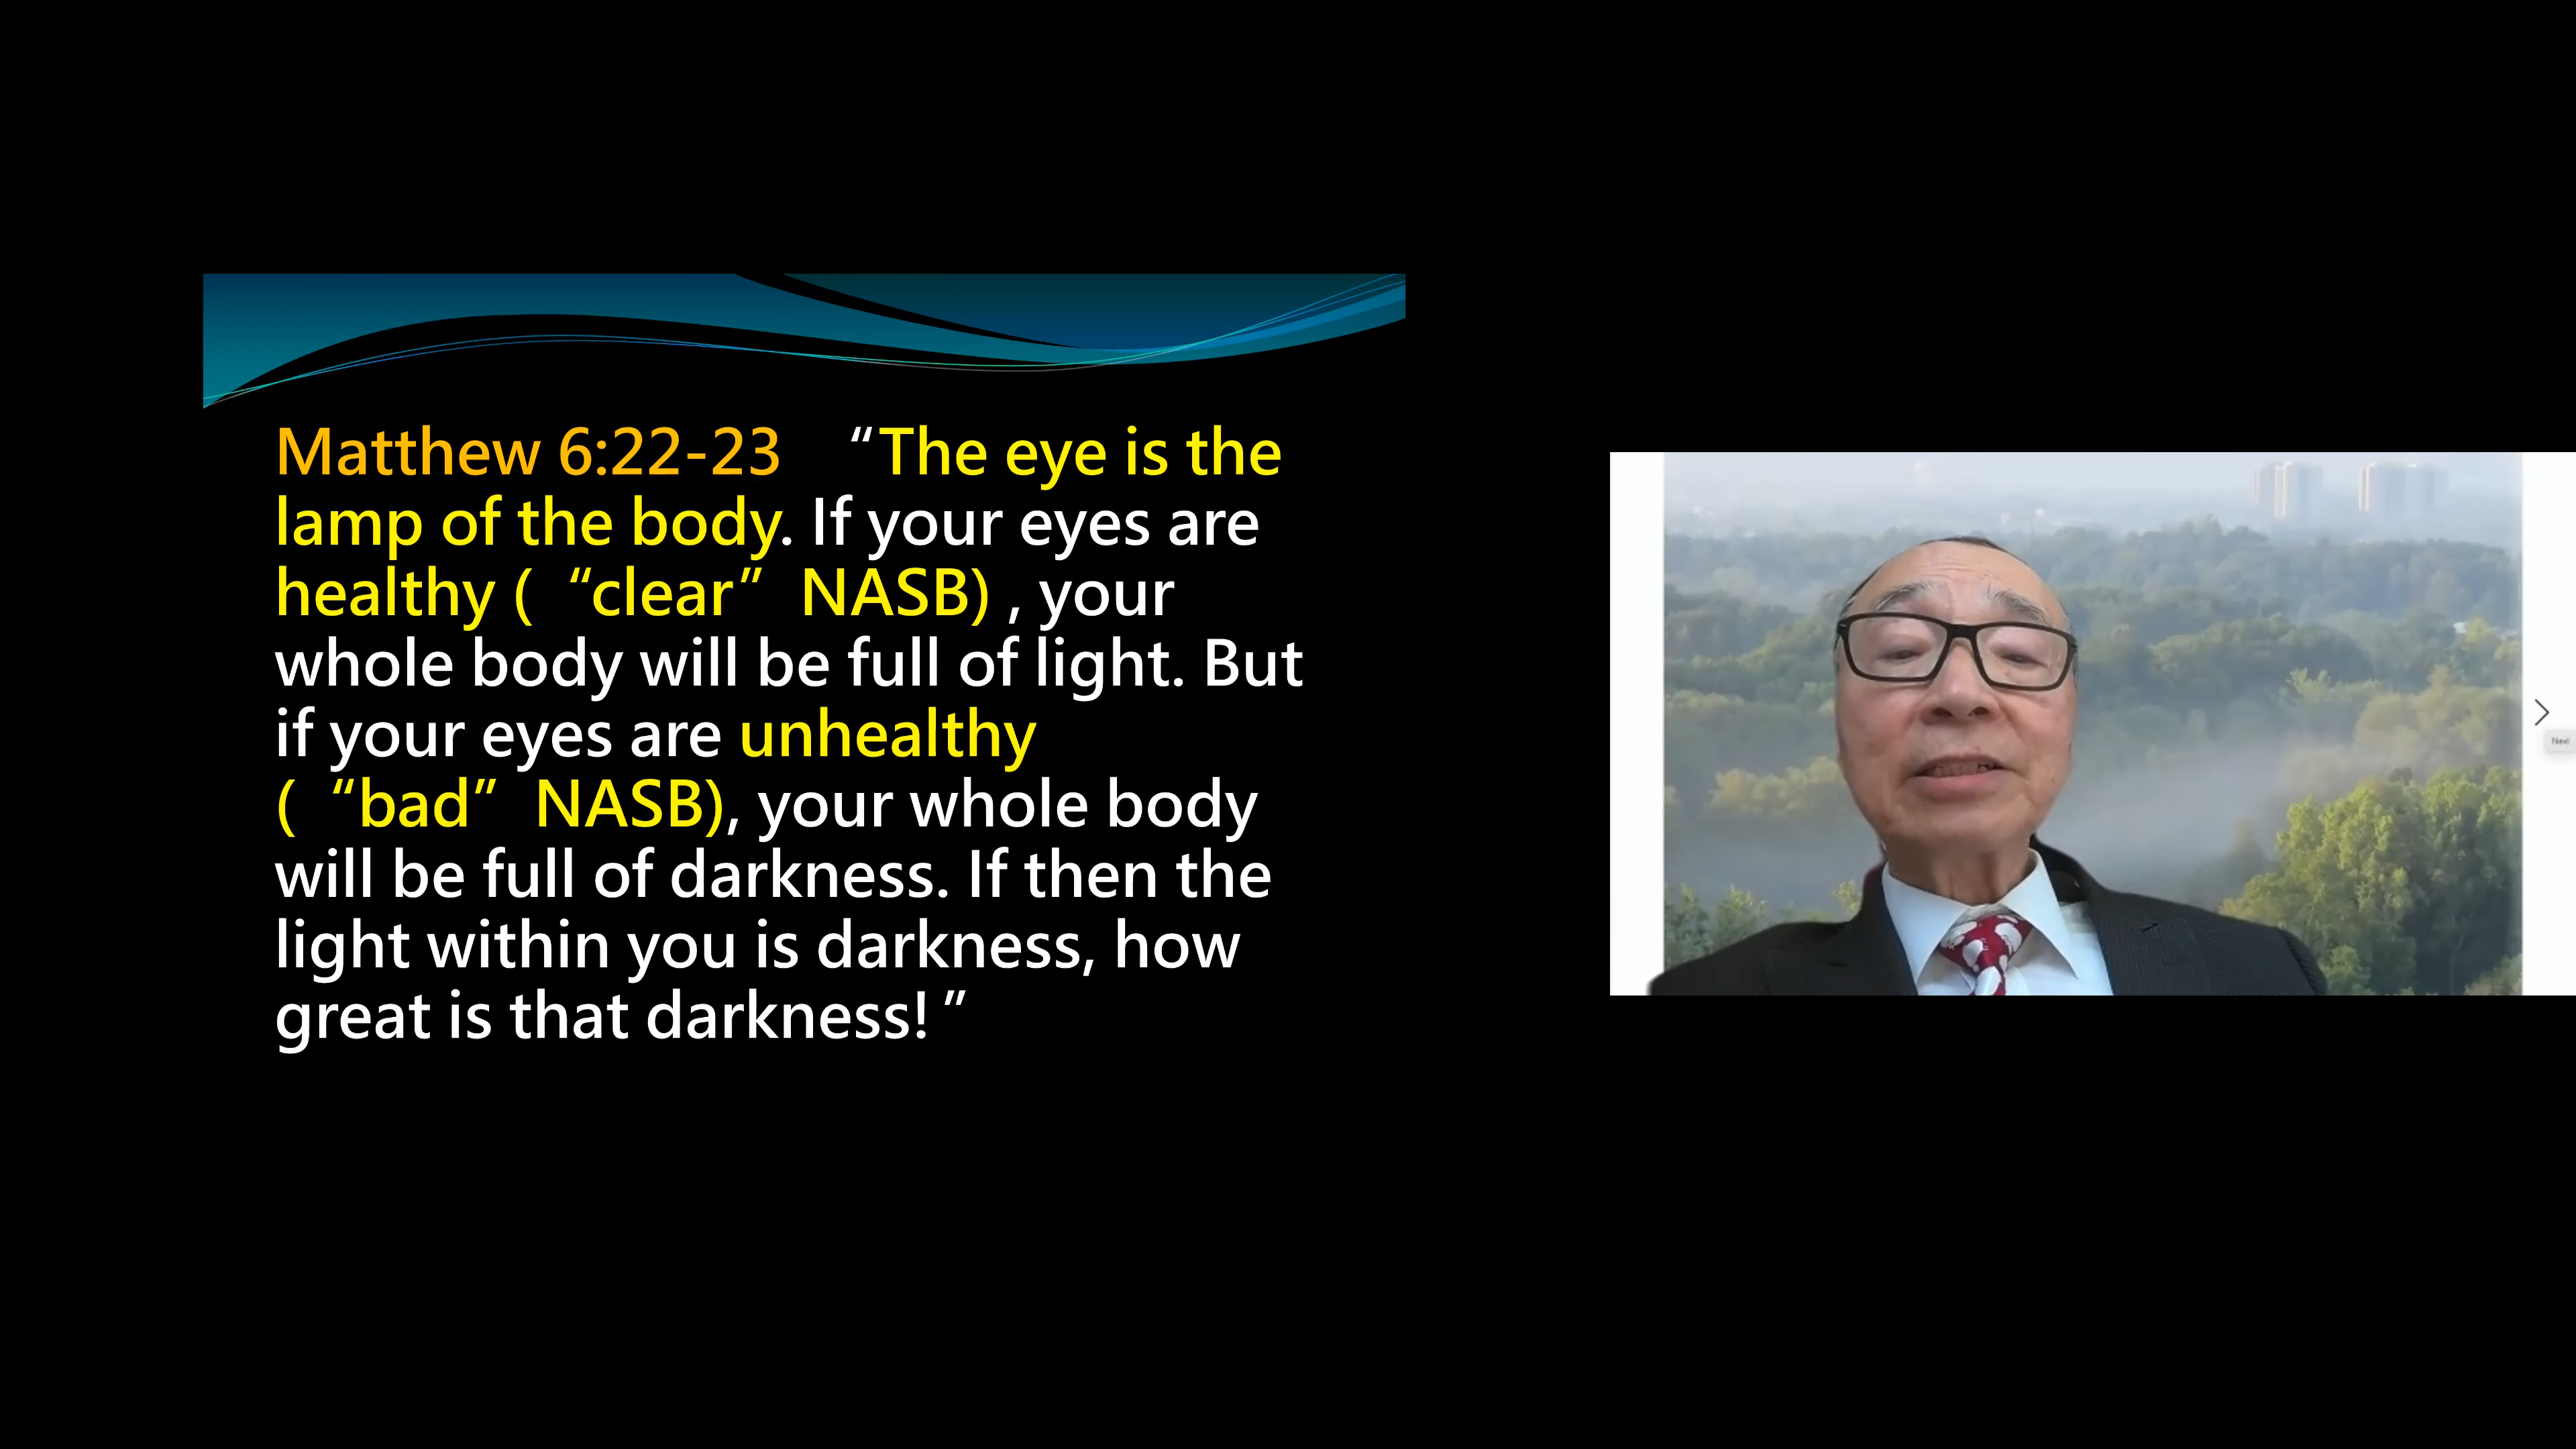 Matthew 6:22-23 “The eye is the
lamp of the body. If your eyes are
healthy ( “clear” NASB) , your
whole body will be full of light. But
if your eyes are unhealthy
( “bad” NASB), your whole body
will be full of darkness. If then the
light within you is darkness, how
great is that darkness! ”
Next